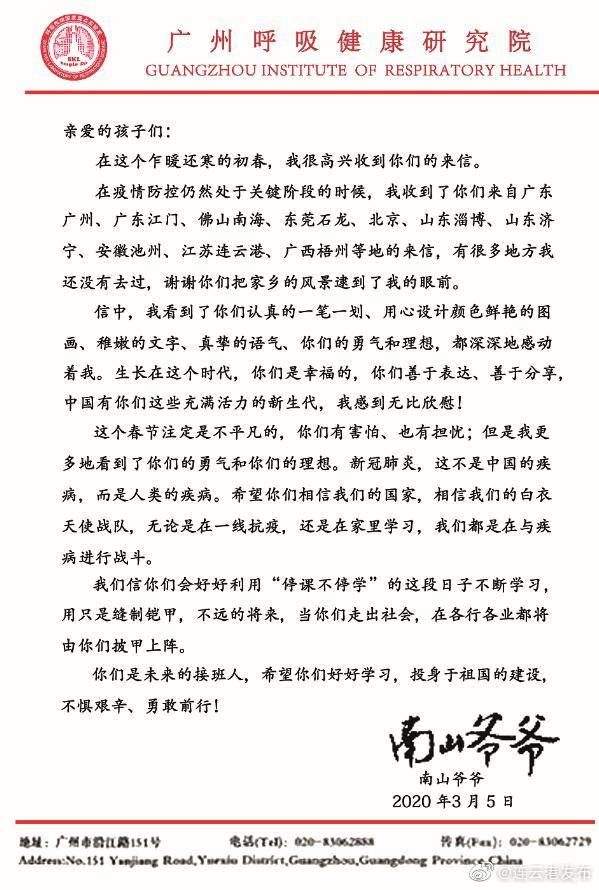 广州呼吸健康研究院
GUANGZHOU INSTITUTE OF RESPIRATORY HEALTH
SKL
亲爱的孩子们：
在这个乍暖还寒的初春，我很高兴收到你们的来信。
在疫情防控仍然处于关键阶段的时候，我收到了你们来自广东
广州、广东江门、佛山南海、东莞石龙、北京、山东淄博、山东济
宁、安徽池州、江苏连云港、广西梧州等地的来信，有很多地方我
还没有去过，谢谢你们把家乡的风景逮到了我的眼前。
信中，我看到了你们认真的一笔一划、用心设计颜色鲜艳的图
画、稚嫩的文字、真挚的语气、你们的勇气和理想，都深深地感动
着我。生长在这个时代，你们是幸福的，你们善于表达、善于分享，
中国有你们这些充满活力的新生代，我感到无比欣慰！
这个春节注定是不平凡的，你们有害怕、也有担忧；但是我更
多地看到了你们的勇气和你们的理想。新冠肺炎，这不是中国的疾
病，而是人类的疾病。希望你们相信我们的国家，相信我们的白衣
天使战队，无论是在一线抗疫，还是在家里学习，我们都是在与疾
病进行战斗。
我们信你们会好好利用“停课不停学”的这段日子不断学习，
用只是缝制铠甲，不远的将来，当你们走出社会，在各行各业都将
由你们披甲上阵。
你们是未来的接班人，希望你们好好学习，投身于祖国的建设，
不惧艰辛、勇敢前行！
南山爷爷
南山爷爷
2020年3月5日
地址：广州市沿江路151号 电话(Tel)：020-83062888 传真(Fax)：020-83062729
Address:No.151 Yanjiang Road,Yuexiu District,Guangzhou,Guangdong Province,China
@连云港发布